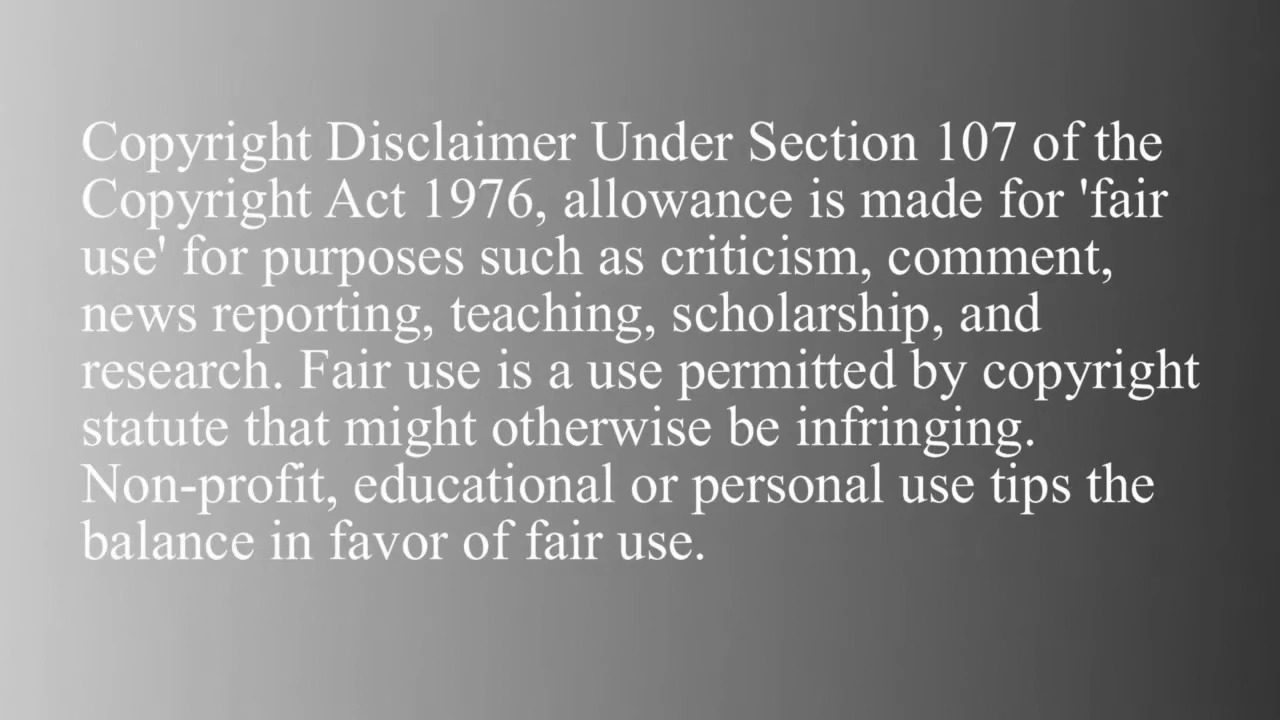 Copyright Disclaimer Under Section 107 of the
Copyright Act 1976, allowance is made for 'fair
use' for purposes such as criticism, comment,
news reporting, teaching, scholarship, and
research. Fair use is a use permitted by copyright
statute that might otherwise be infringing.
Non-profit, educational or personal use tips the
balance in favor of fair use.